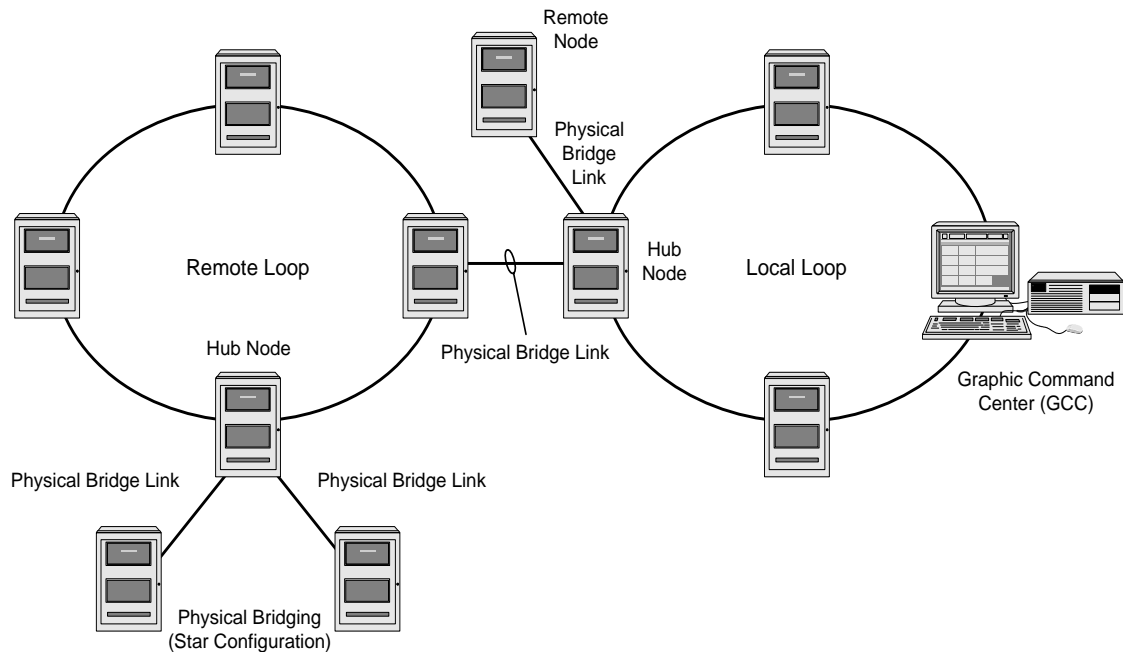 Remote
Node
Physical
Bridge
Link
Remote Loop
Hub
Node
Local Loop
Hub Node
Physical Bridge Link
Graphic Command
Center (GCC)
Physical Bridge Link
Physical Bridge Link
Physical Bridging
(Star Configuration)